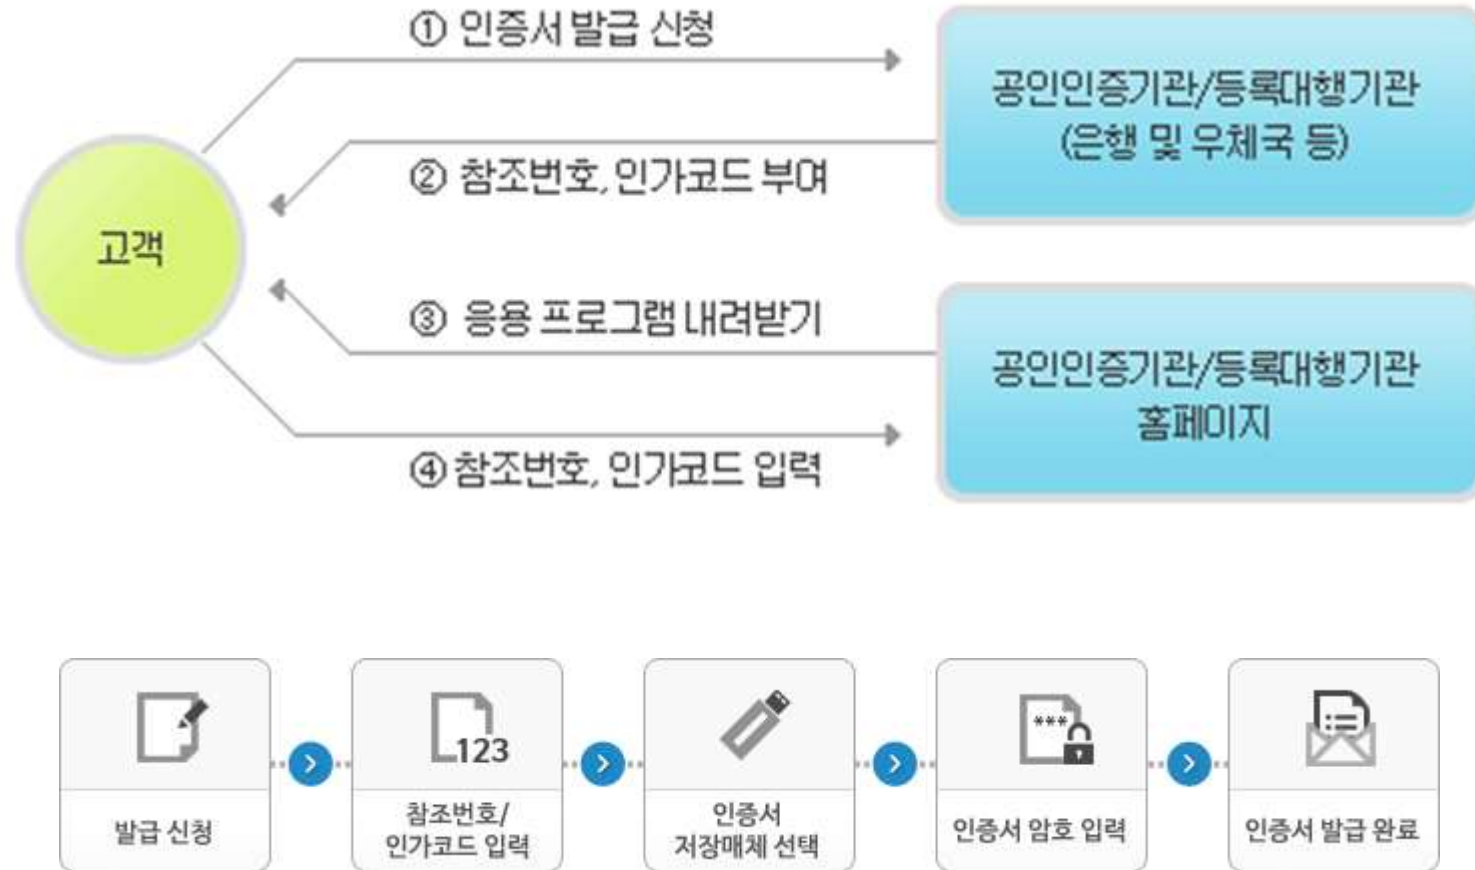 ① 인증서 발급 신청
공인인증기관/등록대행기관
(은행 및 우체국 등)
② 참조번호, 인가코드 부여
고객
③ 응용 프로그램 내려받기
공인인증기관/등록대행기관
홈페이지
④ 참조번호, 인가코드 입력
123
***
발급 신청
참조번호/
인가코드 입력
인증서
저장매체 선택
인증서 암호 입력
인증서 발급 완료